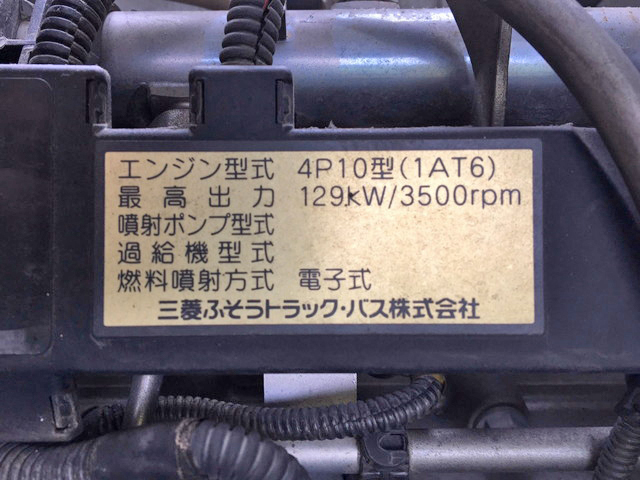 エンジン型式 4P10型(1AT6)
最高出力 129kW/3500rpm
噴射ポンプ型式
過給機型式
燃料噴射方式 電子式
三菱ふそうトラック・バス株式会社